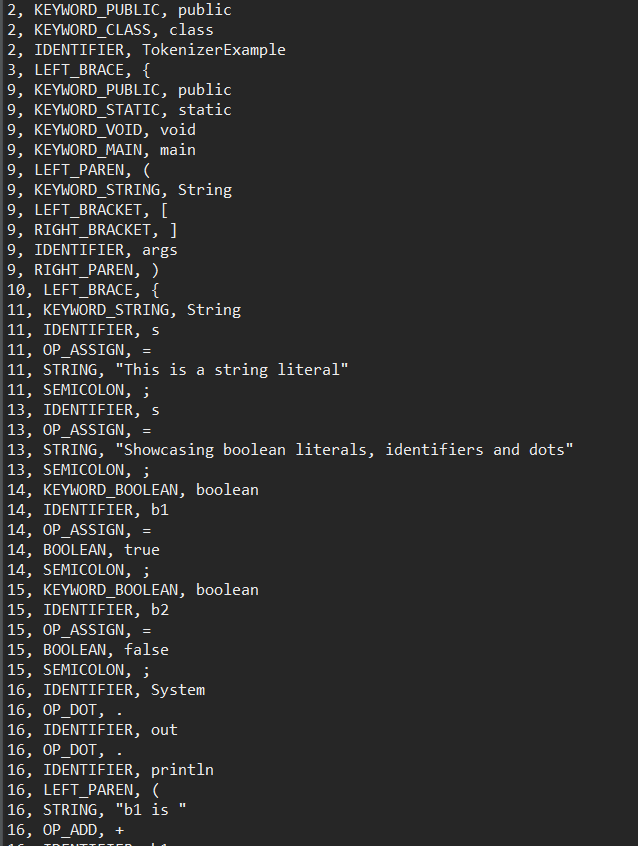 2, KEYWORD_PUBLIC, public
2, KEYWORD_CLASS, class
2, IDENTIFIER, TokenizerExample
3, LEFT_BRACE, {
9, KEYWORD_PUBLIC, public
9, KEYWORD_STATIC, static
9, KEYWORD_VOID, void
9, KEYWORD_MAIN, main
9, LEFT_PAREN, (
9, KEYWORD_STRING, String
9, LEFT_BRACKET, [
9, RIGHT_BRACKET, ]
9, IDENTIFIER, args
9, RIGHT_PAREN, )
10, LEFT_BRACE, {
11, KEYWORD_STRING, String
11, IDENTIFIER, s
11, OP_ASSIGN, =
11, STRING, "This is a string literal"
11, SEMICOLON, ;
13, IDENTIFIER, s
13, OP_ASSIGN, =
13, STRING, "Showcasing boolean literals, identifiers and dots"
13, SEMICOLON, ;
14, KEYWORD_BOOLEAN, boolean
14, IDENTIFIER, b1
14, OP_ASSIGN, =
14, BOOLEAN, true
14, SEMICOLON, ;
15, KEYWORD_BOOLEAN, boolean
15, IDENTIFIER, b2
15, OP_ASSIGN, =
15, BOOLEAN, false
15, SEMICOLON, ;
16, IDENTIFIER, System
16, OP_DOT, .
16, IDENTIFIER, out
16, OP_DOT, .
16, IDENTIFIER, println
16, LEFT_PAREN, (
16, STRING, "b1 is "
16, OP_ADD, +